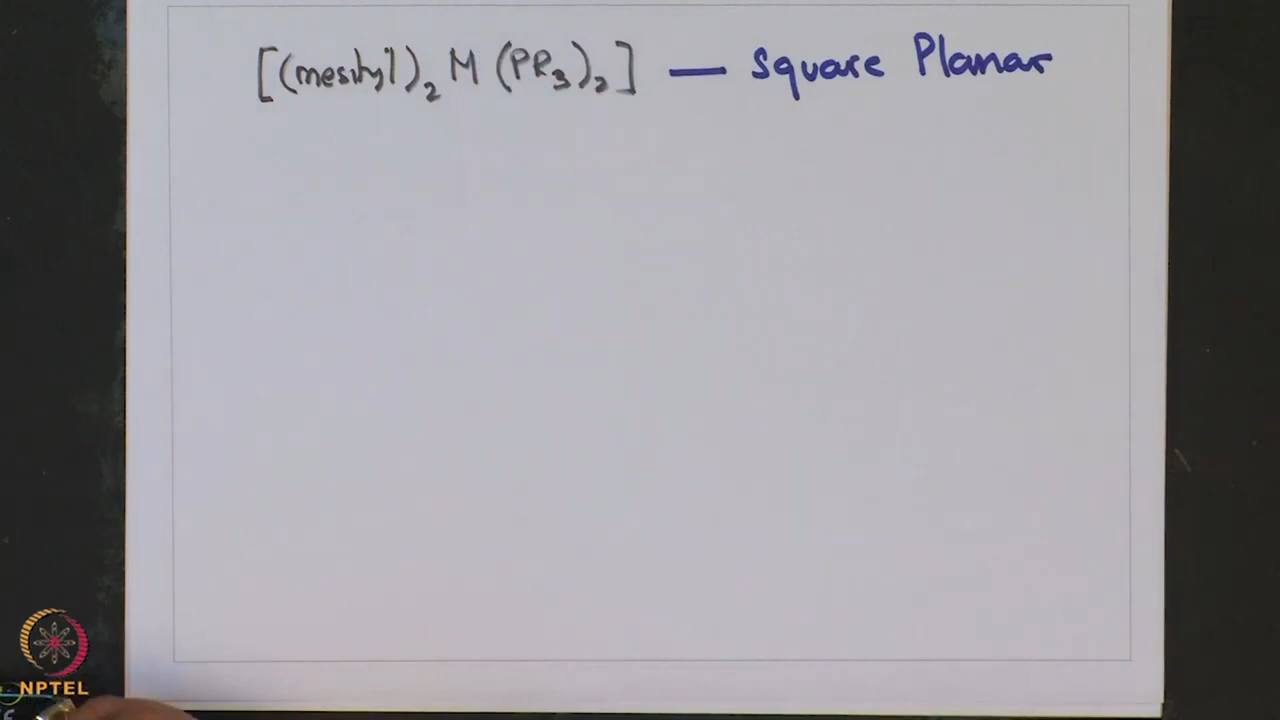 [(mesityl)₂ M (PR₃)₂] — Square Planar
NPTEL